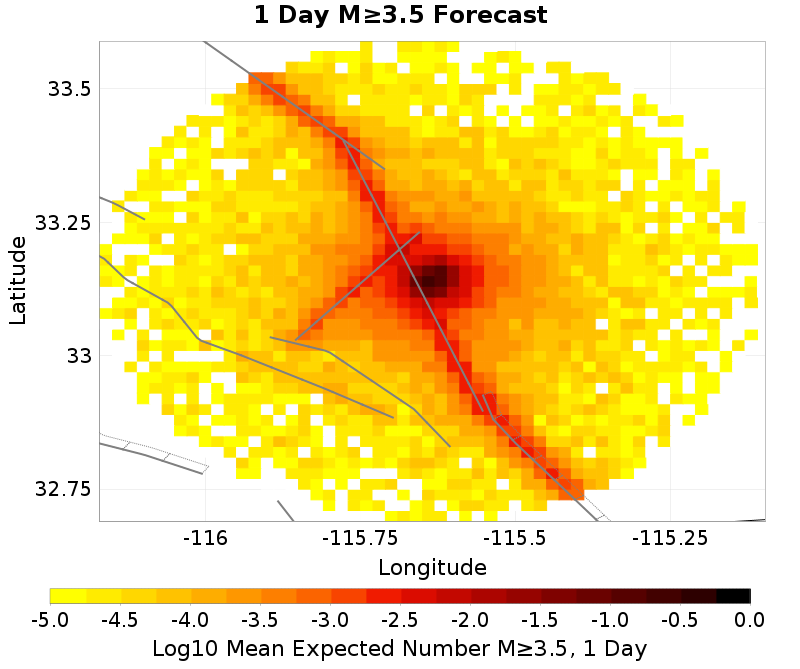 1 Day M≥3.5 Forecast
33.5
33.25
33
32.75
Latitude
-116 -115.75 -115.5 -115.25
Longitude
-5.0 -4.5 -4.0 -3.5 -3.0 -2.5 -2.0 -1.5 -1.0 -0.5 0.0
Log10 Mean Expected Number M≥3.5, 1 Day